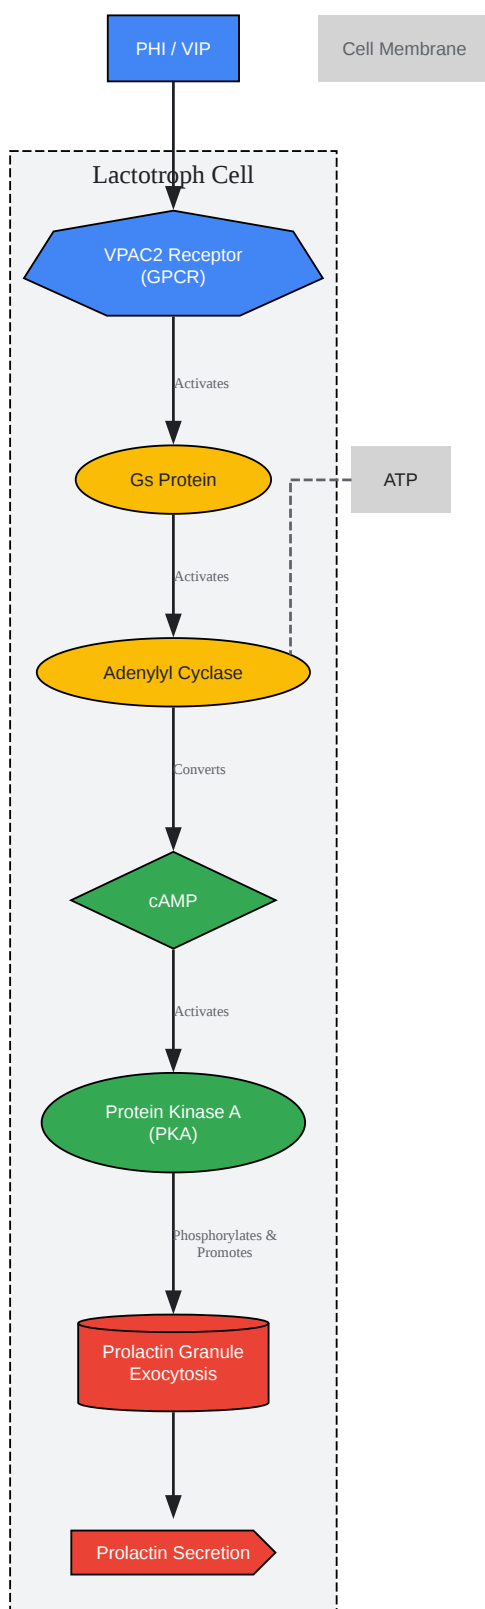 PHI / VIP
Cell Membrane
Lactotroph Cell
VPAC2 Receptor
(GPCR)
Activates
Gs Protein
ATP
Activates
Adenylyl Cyclase
Converts
cAMP
Activates
Protein Kinase A
(PKA)
Phosphorylates &
Promotes
Prolactin Granule
Exocytosis
Prolactin Secretion